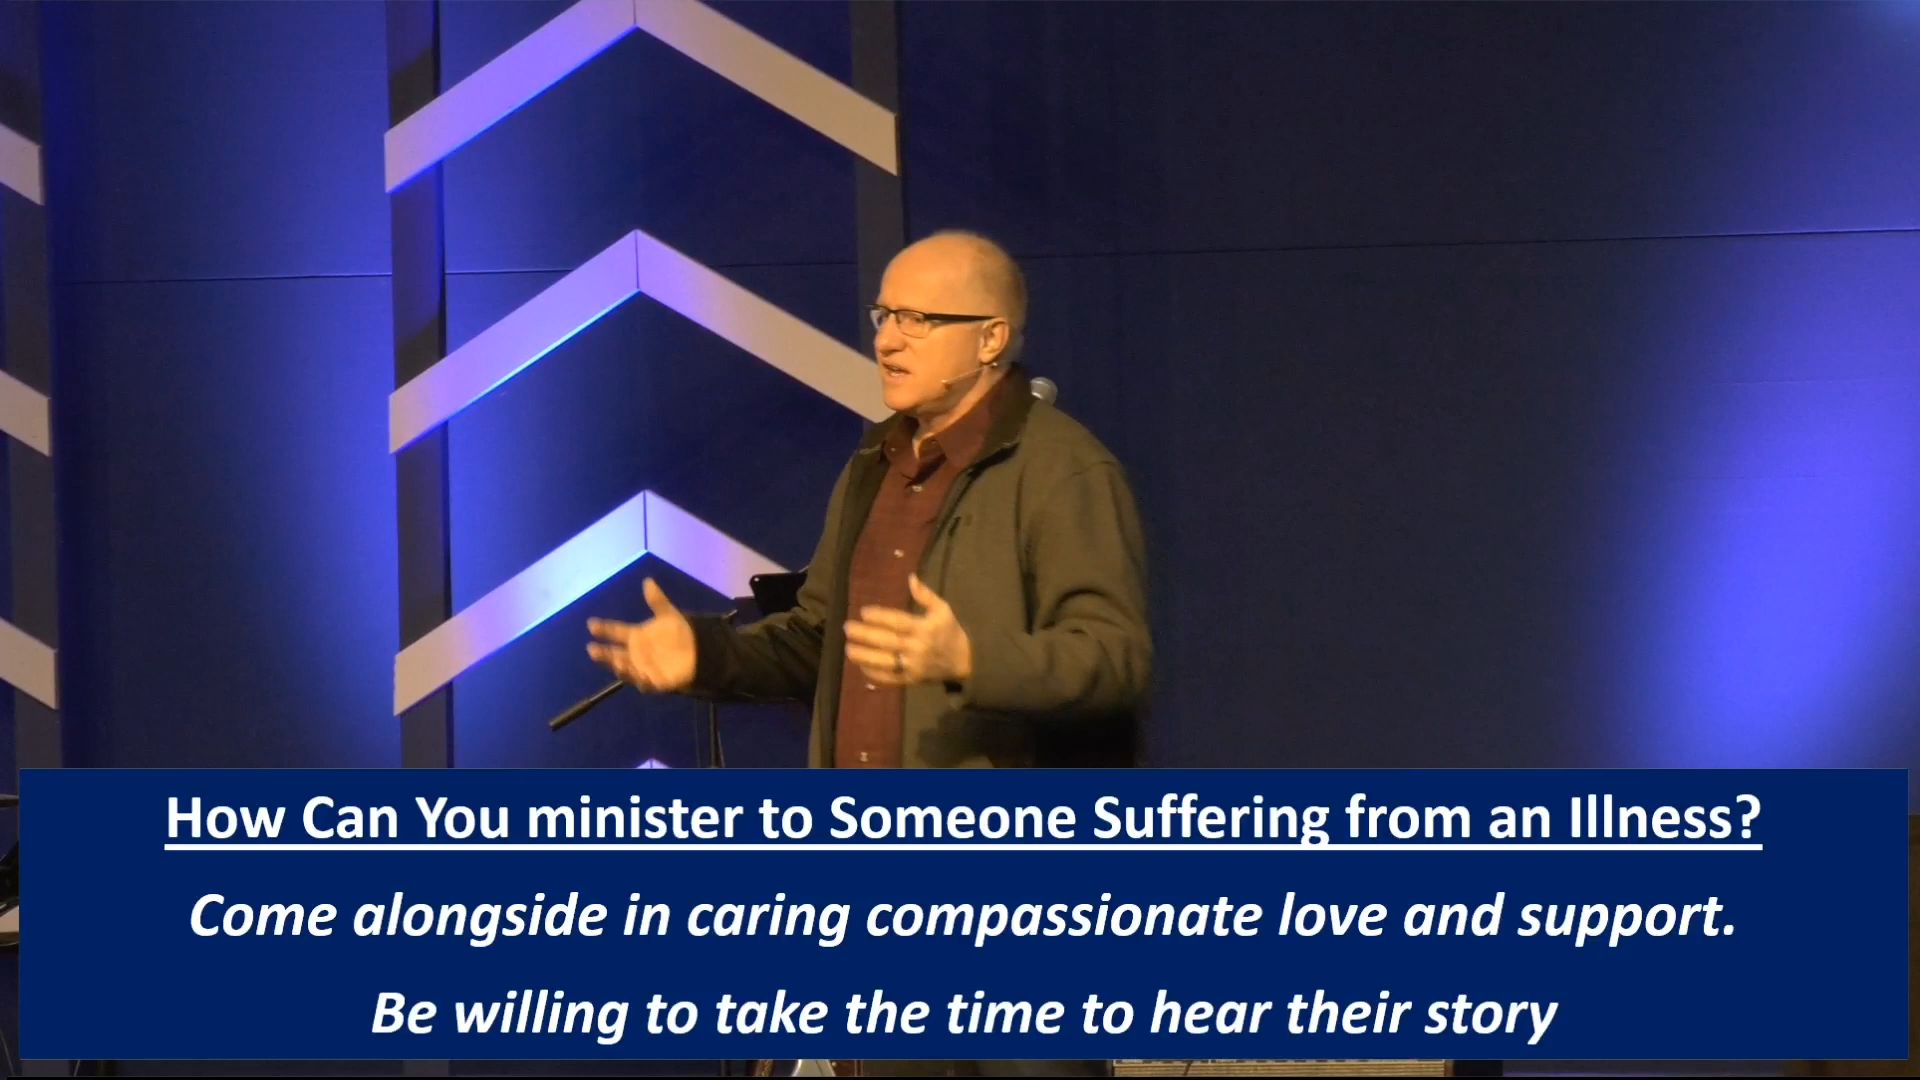 How Can You minister to Someone Suffering from an Illness?
Come alongside in caring compassionate love and support.
Be willing to take the time to hear their story